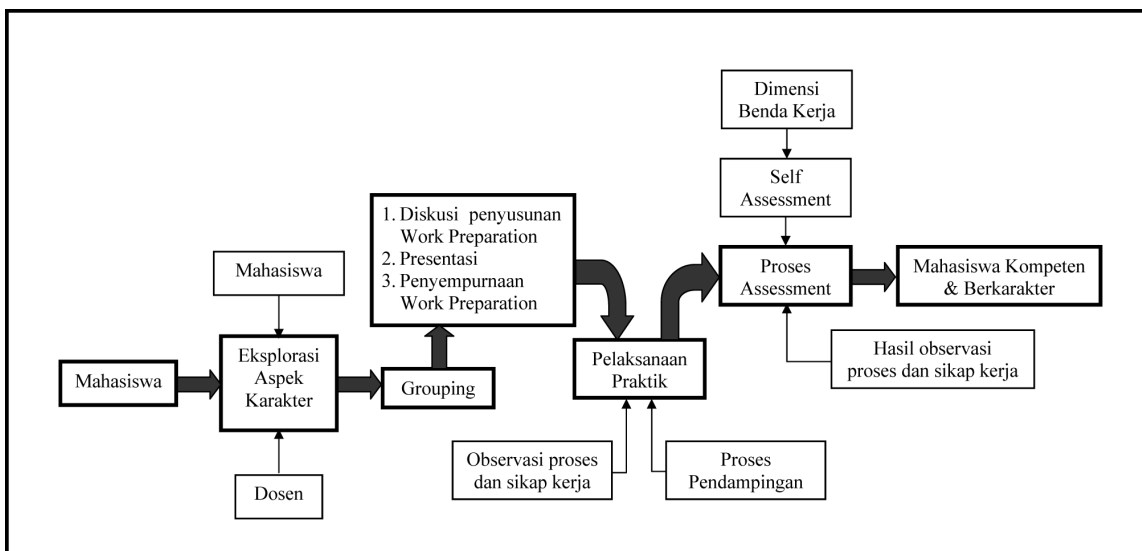 Dimensi
Benda Kerja
Self
Assessment
1. Diskusi penyusunan
Work Preparation
2. Presentasi
3. Penyempurnaan
Work Preparation
Mahasiswa
Proses
Assessment
Mahasiswa Kompeten
& Berkarakter
Mahasiswa
Eksplorasi
Aspek
Karakter
Grouping
Pelaksanaan
Praktik
Hasil observasi
proses dan sikap kerja
Observasi proses
dan sikap kerja
Proses
Pendampingan
Dosen